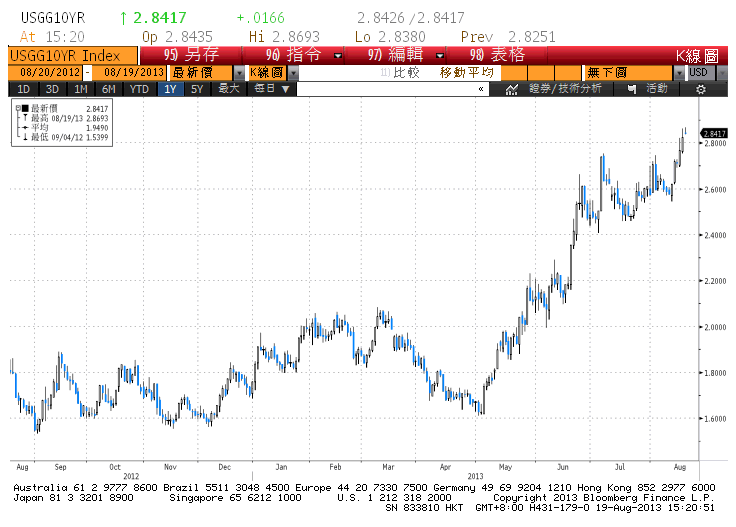 USGG10YR ↑ 2.8417 +.0166 2.8426/2.8417
At 15:20 Op 2.8435 Hi 2.8693 Lo 2.8380 Prev 2.8251
USGG10YR Index 95) 另存 96) 指令 97) 編輯 98) 表格 K線圖
08/20/2012 - 08/19/2013 最新價 K線圖 11) 比較 移動平均 無下圖 USD
1D 3D 1M 6M YTD 1Y 5Y 最大 每日▼ « 證券/技術分析 活動
最新價 2.8417
最高 08/19/13 2.8693
平均 1.9490
最低 09/04/12 1.5399
2.8417
2.8000
2.6000
2.4000
2.2000
2.0000
1.8000
1.6000
Aug Sep Oct Nov Dec Jan Feb Mar Apr May Jun Jul Aug
2012 2013
Australia 61 2 9777 8600 Brazil 5511 3048 4500 Europe 44 20 7330 7500 Germany 49 69 9204 1210 Hong Kong 852 2977 6000
Japan 81 3 3201 8900 Singapore 65 6212 1000 U.S. 1 212 318 2000 Copyright 2013 Bloomberg Finance L.P.
SN 833810 HKT GMT+8:00 H431-179-0 19-Aug-2013 15:20:51